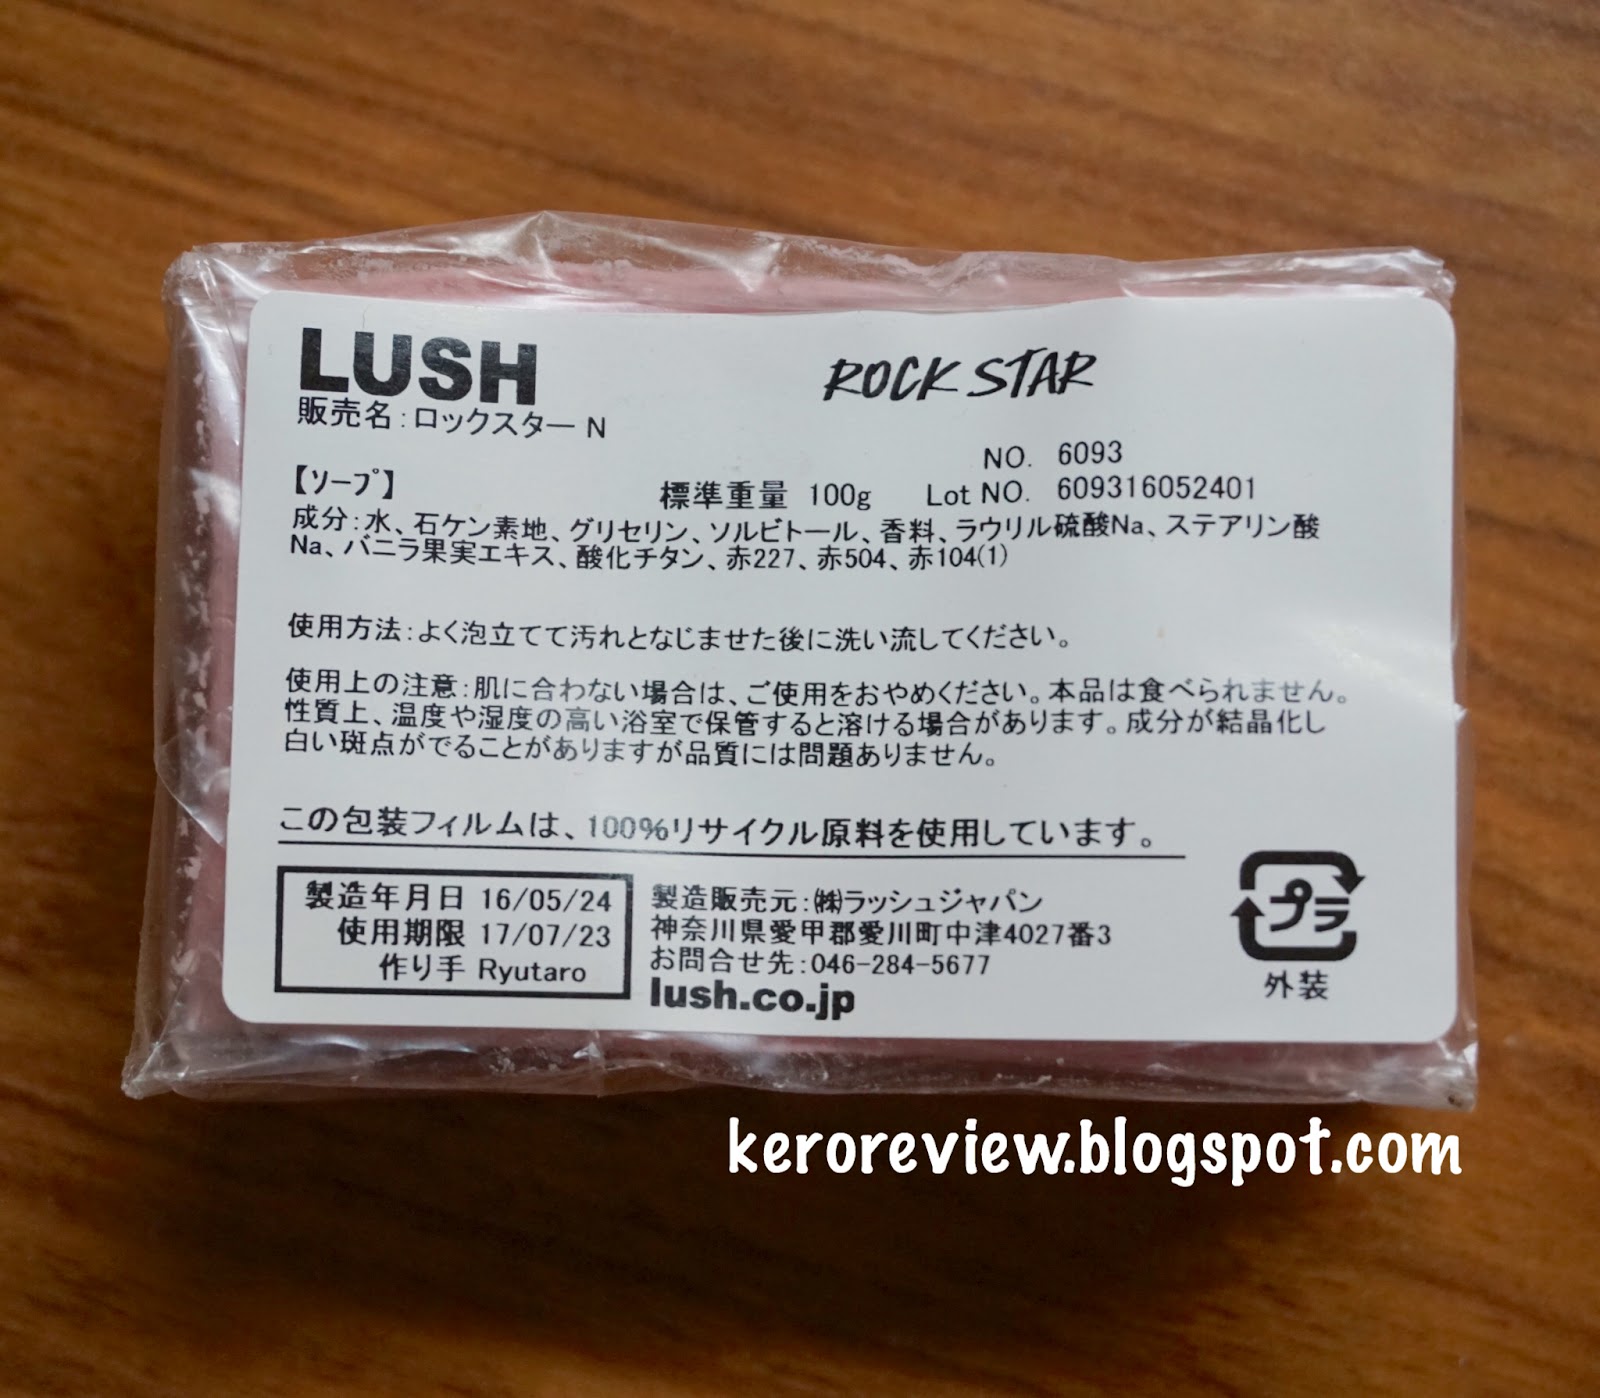 LUSH
ROCK STAR
販売名：ロックスター N
NO. 6093
【ソープ】
標準重量 100g Lot NO. 609316052401
成分：水、石ケン素地、グリセリン、ソルビトール、香料、ラウリル硫酸Na、ステアリン酸
Na、バニラ果実エキス、酸化チタン、赤227、赤504、赤104(1)
使用方法：よく泡立てて汚れとなじませた後に洗い流してください。
使用上の注意：肌に合わない場合は、ご使用をおやめください。本品は食べられません。
性質上、温度や湿度の高い浴室で保管すると溶ける場合があります。成分が結晶化し
白い斑点がでることがありますが品質には問題ありません。
この包装フィルムは、100%リサイクル原料を使用しています。
製造年月日 16/05/24
使用期限 17/07/23
作り手 Ryutaro
製造販売元：㈱ラッシュジャパン
神奈川県愛甲郡愛川町中津4027番3
お問合せ先：046-284-5677
lush.co.jp
プラ
外装
keroreview.blogspot.com